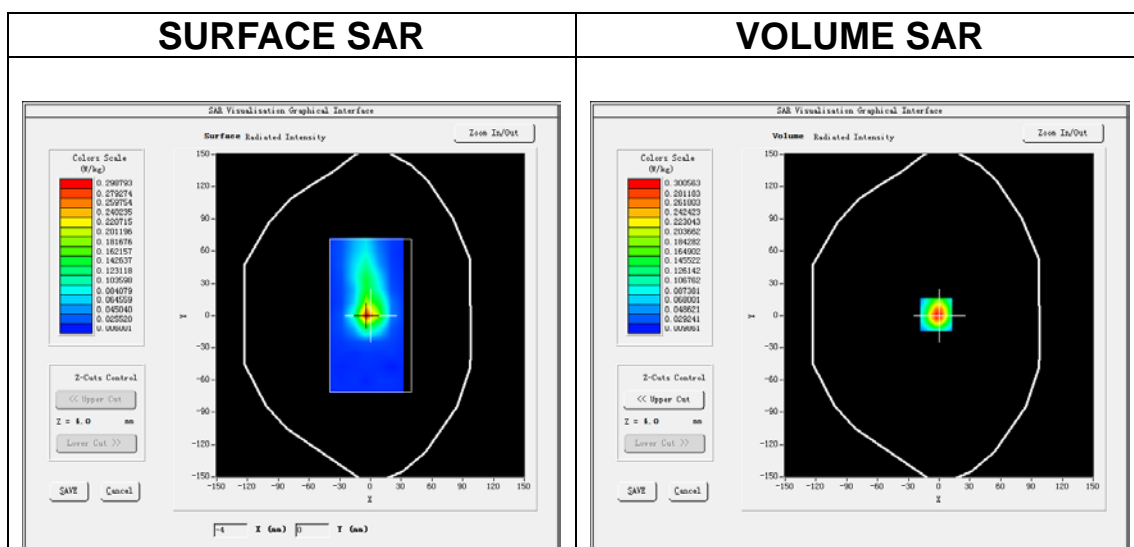 SURFACE SAR
VOLUME SAR
SAR Visualisation Graphical Interface
Surface Radiated Intensity
Zoom In/Out
Colors Scale
(W/kg)
0.298793
0.279274
0.259754
0.240235
0.220715
0.201196
0.181676
0.162157
0.142637
0.123118
0.103598
0.084079
0.064559
0.045040
0.025520
0.006001
Z-Cuts Control
<< Upper Cut
Z = 4.0 mm
Lower Cut >>
SAVE
Cancel
150
120
90
60
30
0
-30
-60
-90
-120
-150
Y
-150 -120 -90 -60 -30 0 30 60 90 120 150
X
-4 X (mm) 0 Y (mm)
SAR Visualisation Graphical Interface
Volume Radiated Intensity
Zoom In/Out
Colors Scale
(W/kg)
0.300563
0.281183
0.261803
0.242423
0.223043
0.203662
0.184282
0.164902
0.145522
0.126142
0.106762
0.087381
0.068001
0.048621
0.029241
0.009861
Z-Cuts Control
<< Upper Cut
Z = 4.0 mm
Lower Cut >>
SAVE
Cancel
150
120
90
60
30
0
-30
-60
-90
-120
-150
Y
-150 -120 -90 -60 -30 0 30 60 90 120 150
X